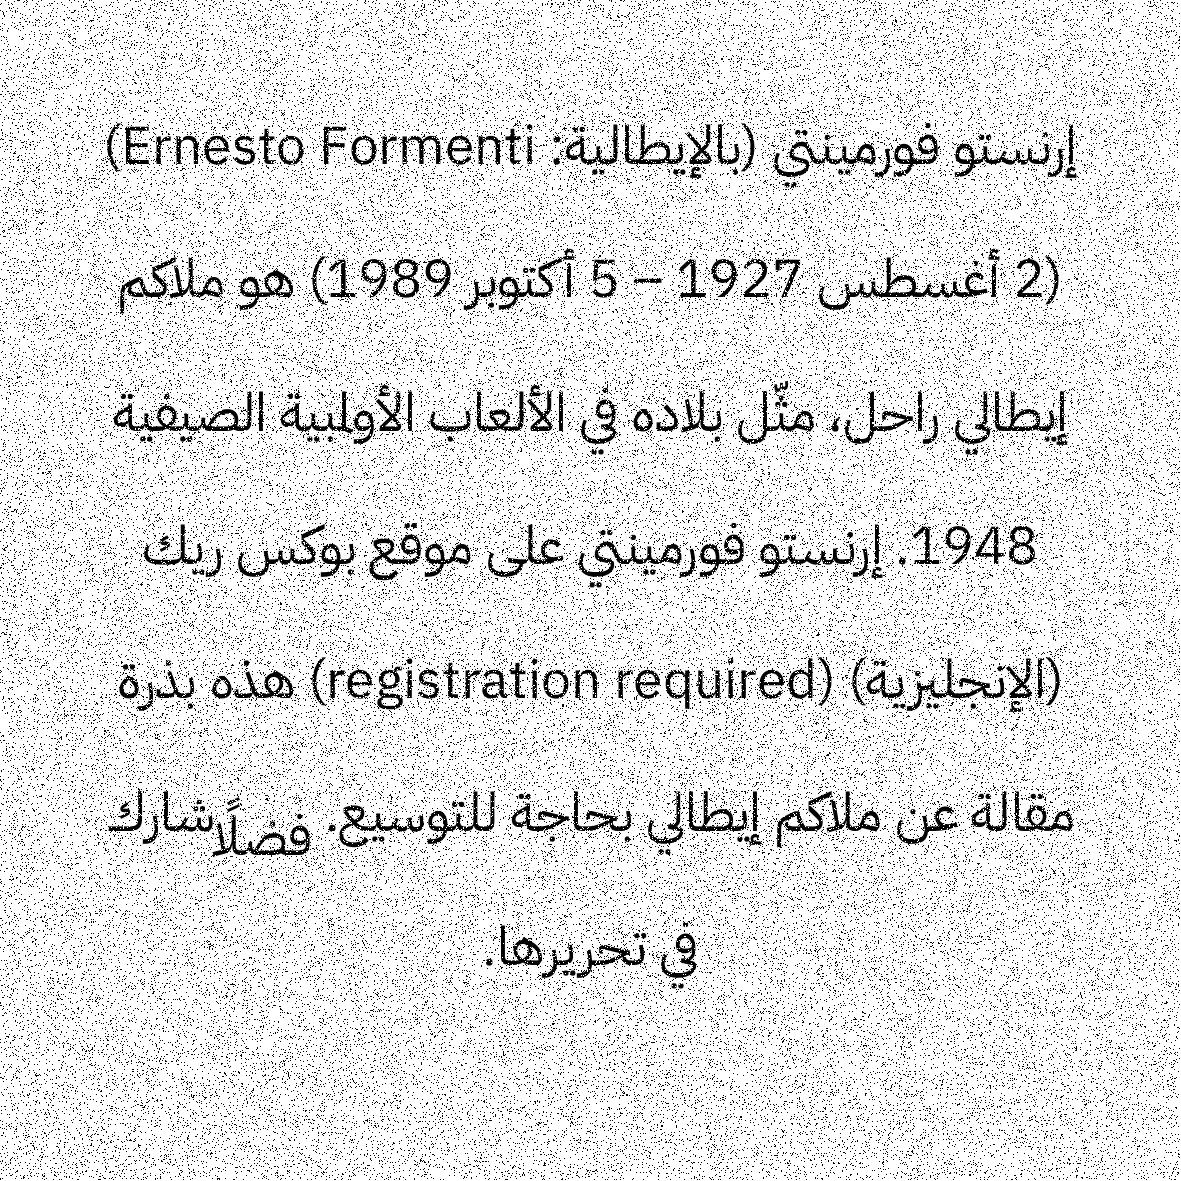 إرنستو فورمينتي (بالإيطالية: Ernesto Formenti)
(2 أغسطس 1927 – 5 أكتوبر 1989) هو ملاكم
إيطالي راحل، مثّل بلاده في الألعاب الأولمبية الصيفية
1948. إرنستو فورمينتي على موقع بوكس ريك
(الإنجليزية) (registration required) هذه بذرة
مقالة عن ملاكم إيطالي بحاجة للتوسيع. فضلًا شارك
في تحريرها.